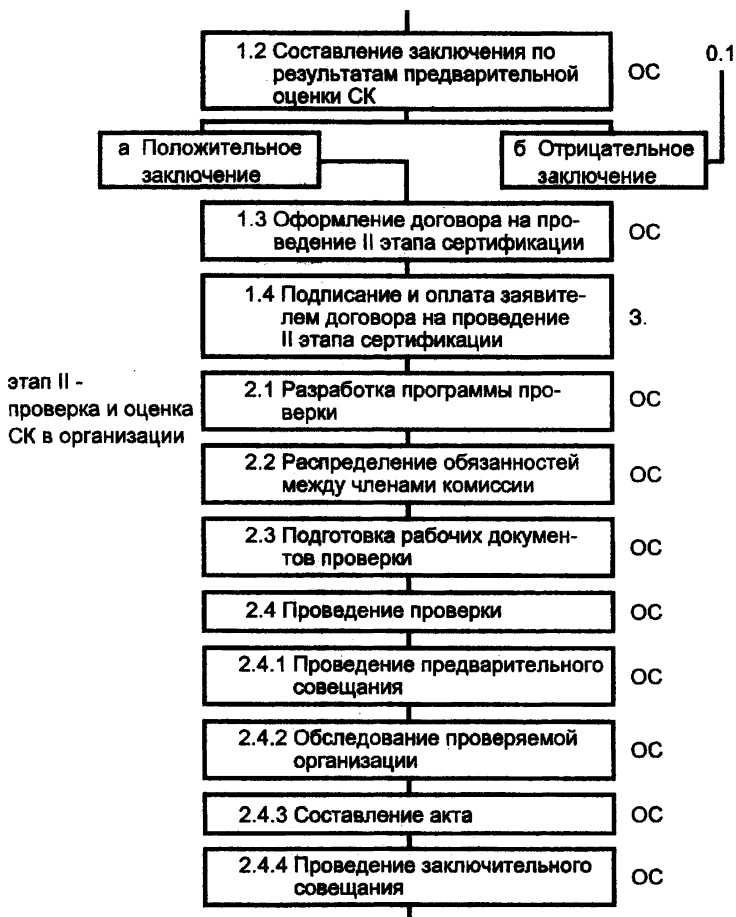 1.2 Составление заключения по
результатам предварительной
оценки СК
ОС
0.1
а Положительное
заключение
б Отрицательное
заключение
1.3 Оформление договора на про-
ведение II этапа сертификации
ОС
1.4 Подписание и оплата заявите-
лем договора на проведение
II этапа сертификации
З.
этап II -
проверка и оценка
СК в организации
2.1 Разработка программы про-
верки
ОС
2.2 Распределение обязанностей
между членами комиссии
ОС
2.3 Подготовка рабочих докумен-
тов проверки
ОС
2.4 Проведение проверки
ОС
2.4.1 Проведение предварительного
совещания
ОС
2.4.2 Обследование проверяемой
организации
ОС
2.4.3 Составление акта
ОС
2.4.4 Проведение заключительного
совещания
ОС